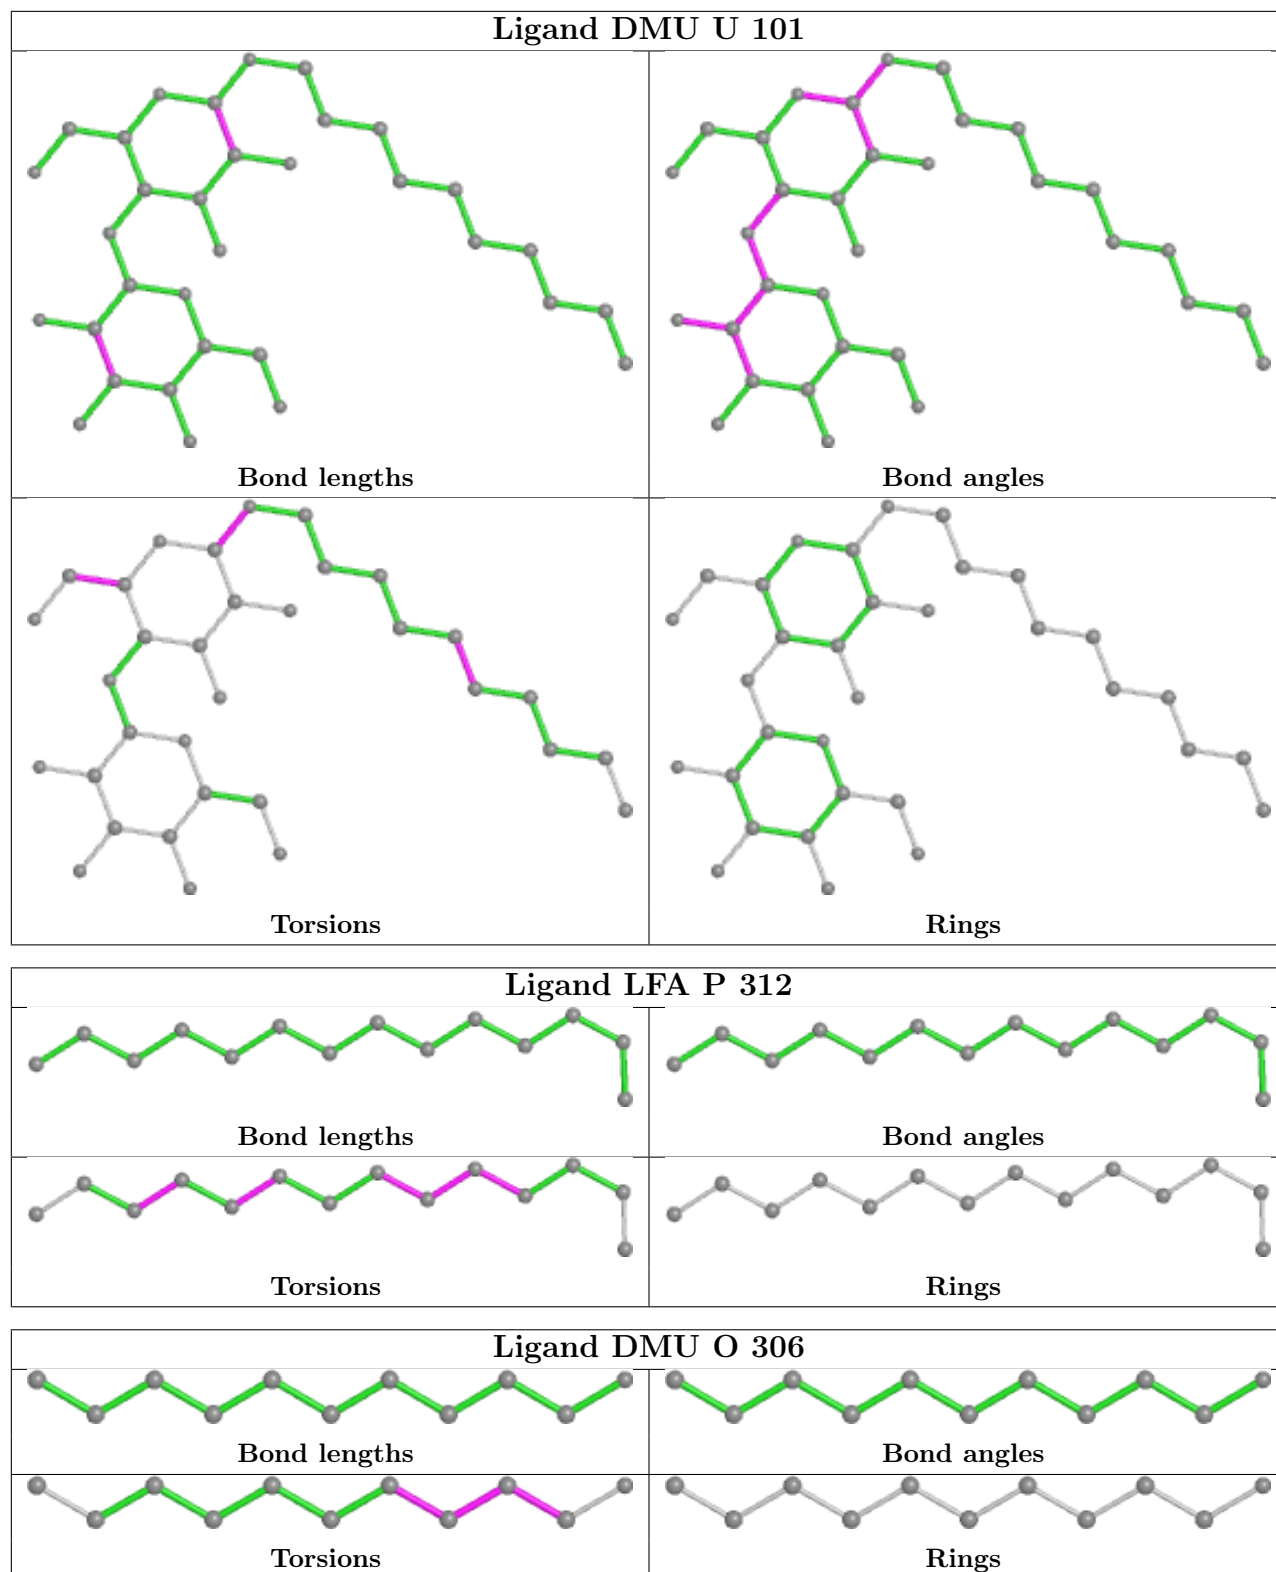 Ligand DMU U 101
Bond lengths
Bond angles
Torsions
Rings
Ligand LFA P 312
Bond lengths
Bond angles
Torsions
Rings
Ligand DMU O 306
Bond lengths
Bond angles
Torsions
Rings